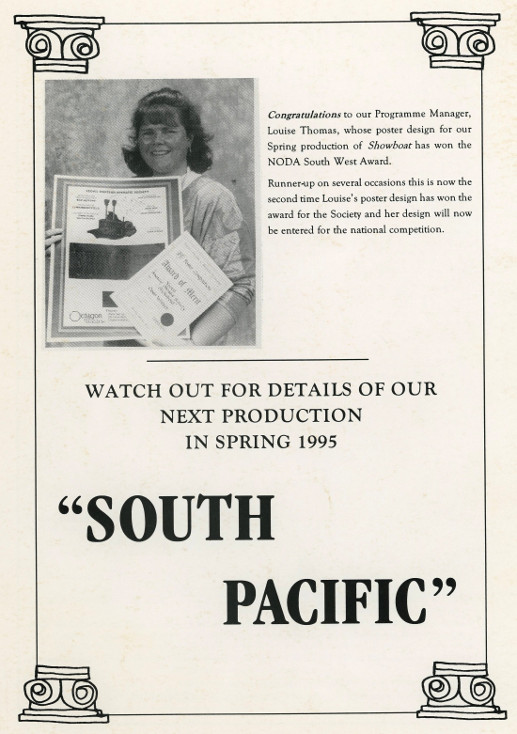 Congratulations to our Programme Manager,
Louise Thomas, whose poster design for our
Spring production of Showboat has won the
NODA South West Award.
Runner-up on several occasions this is now the
second time Louise's poster design has won the
award for the Society and her design will now
be entered for the national competition.
Award of Merit
Octagon
WATCH OUT FOR DETAILS OF OUR
NEXT PRODUCTION
IN SPRING 1995
“SOUTH
PACIFIC”